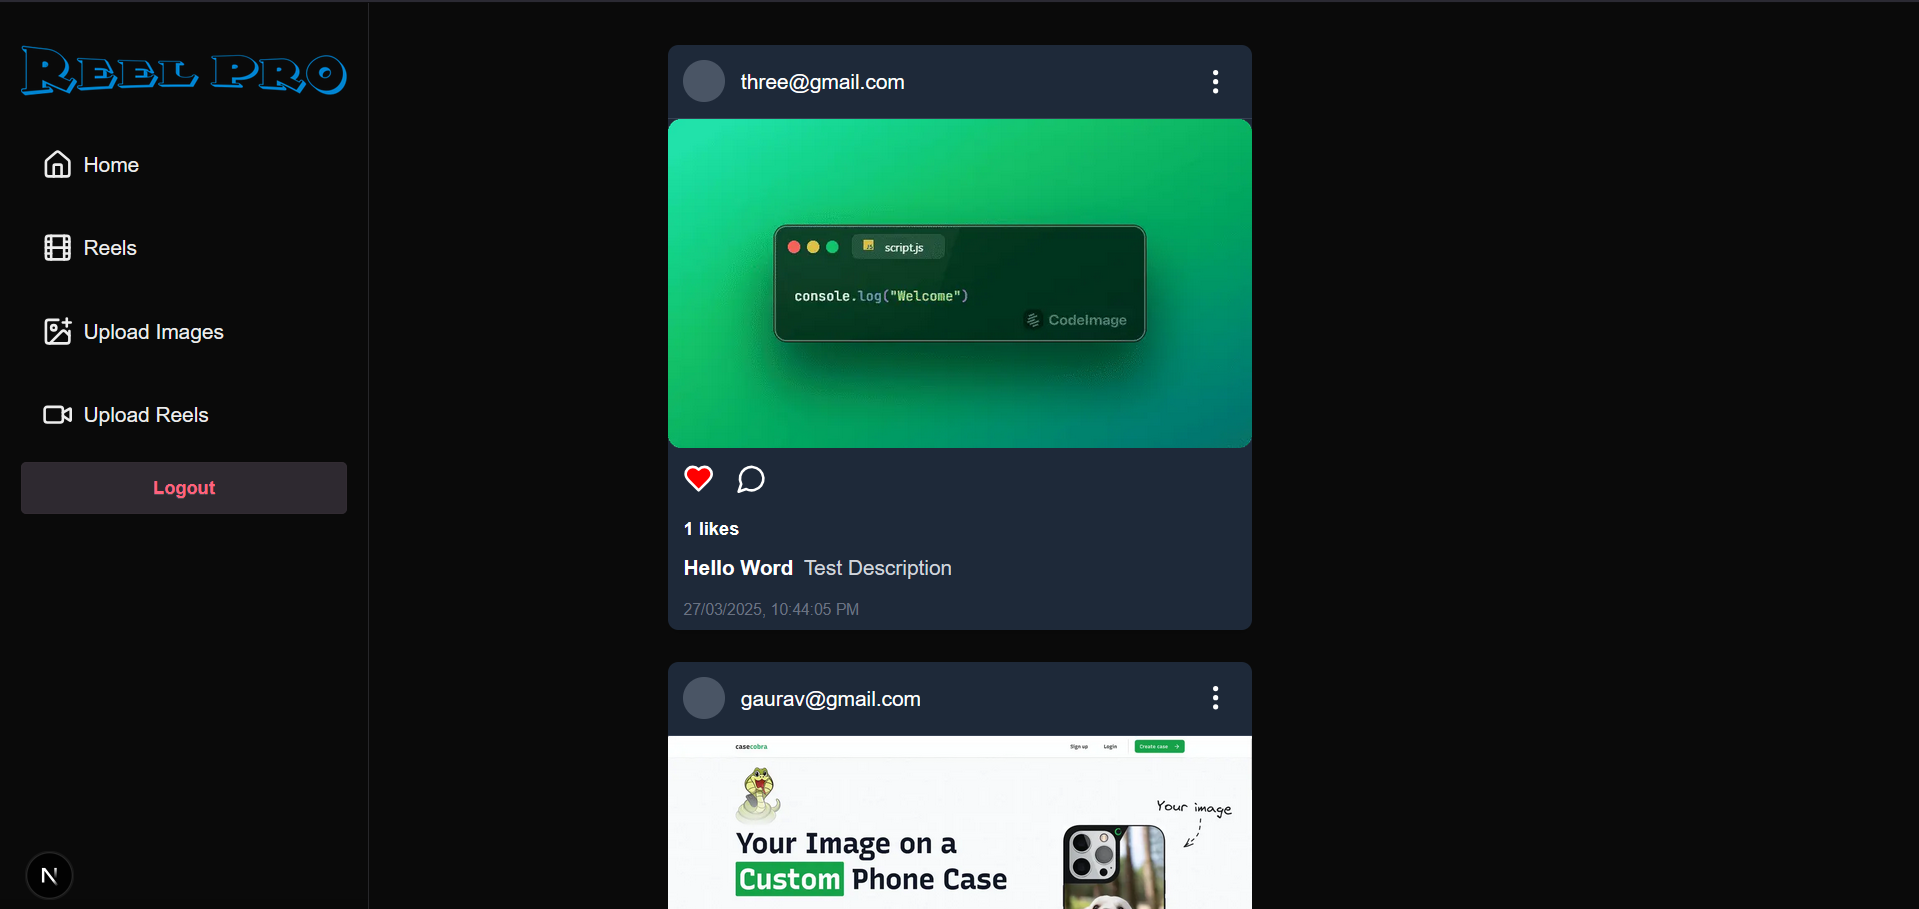 REEL PRO
Home
Reels
Upload Images
Upload Reels
Logout
three@gmail.com
JS script.js
console.log("Welcome")
CodeImage
1 likes
Hello Word Test Description
27/03/2025, 10:44:05 PM
gaurav@gmail.com
casecobra
Sign up Login Create case →
Your image
Your Image on a
Custom Phone Case
N